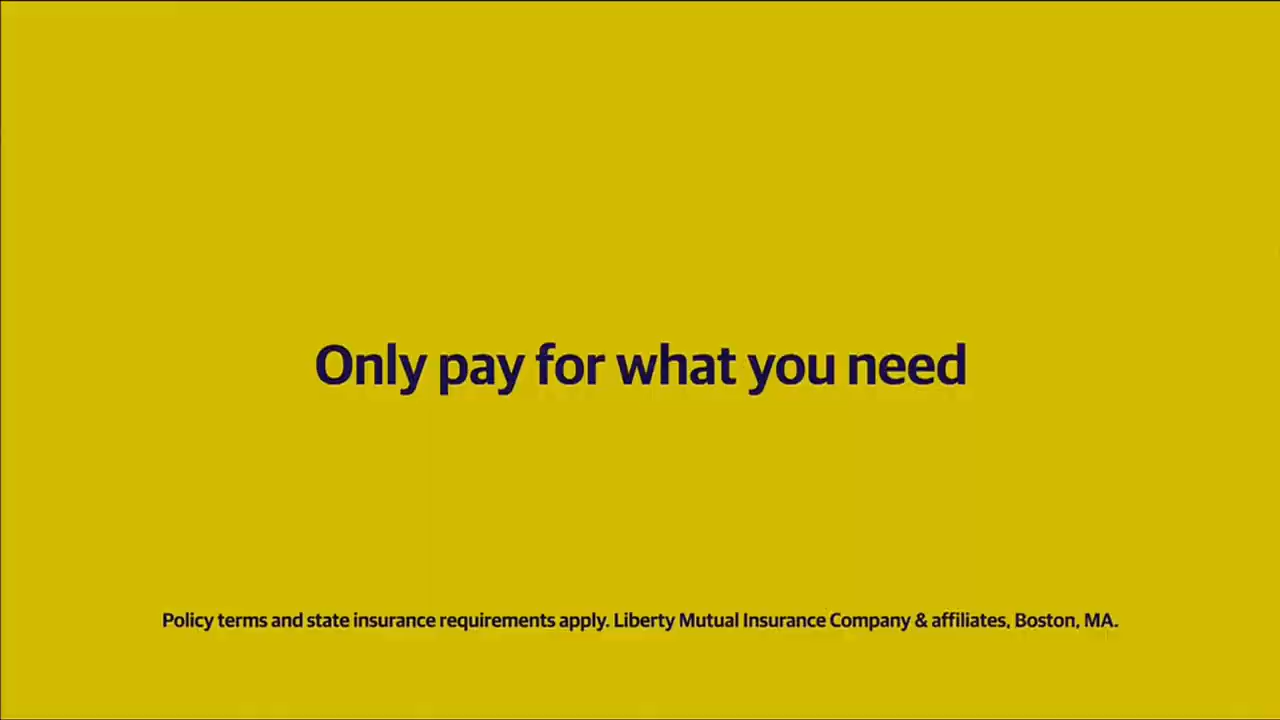 Only pay for what you need
Policy terms and state insurance requirements apply. Liberty Mutual Insurance Company & affiliates, Boston, MA.